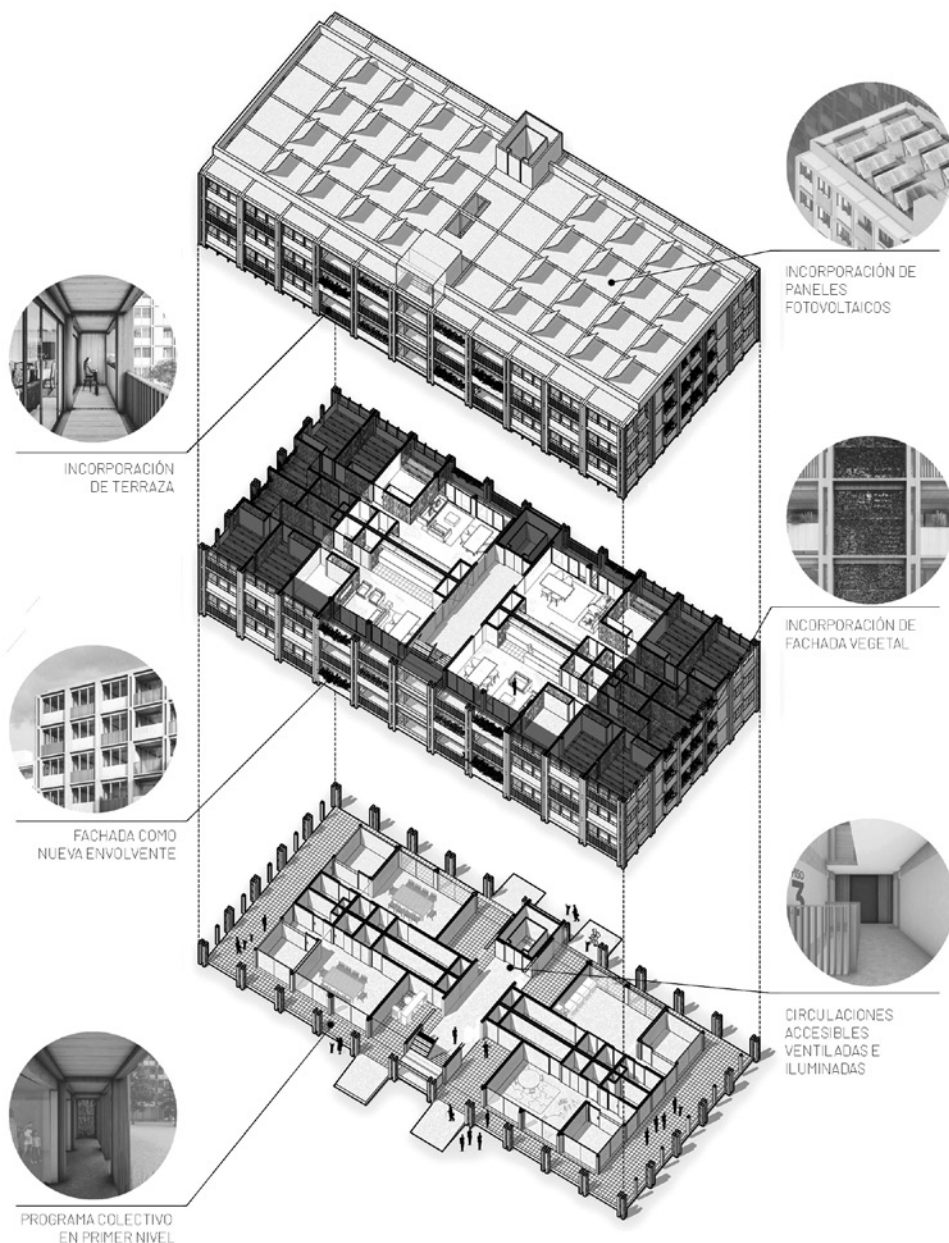 INCORPORACIÓN DE
PANELES
FOTOVOLTAICOS
INCORPORACIÓN
DE TERRAZA
INCORPORACIÓN DE
FACHADA VEGETAL
FACHADA COMO
NUEVA ENVOLVENTE
3
CIRCULACIONES
ACCESIBLES
VENTILADAS E
ILUMINADAS
PROGRAMA COLECTIVO
EN PRIMER NIVEL